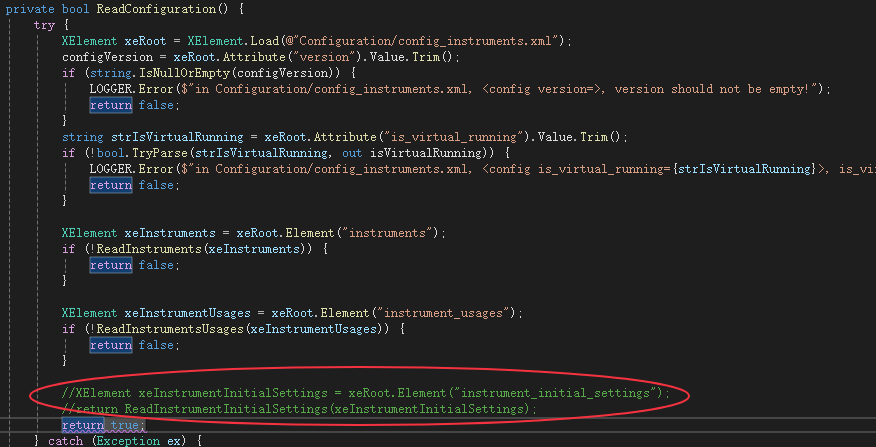 private bool ReadConfiguration() {
try {
XElement xeRoot = XElement.Load(@"Configuration/config_instruments.xml");
configVersion = xeRoot.Attribute("version").Value.Trim();
if (string.IsNullOrEmpty(configVersion)) {
LOGGER.Error($"in Configuration/config_instruments.xml, <config version=>, version should not be empty!");
return false;
}
string strIsVirtualRunning = xeRoot.Attribute("is_virtual_running").Value.Trim();
if (!bool.TryParse(strIsVirtualRunning, out isVirtualRunning)) {
LOGGER.Error($"in Configuration/config_instruments.xml, <config is_virtual_running={strIsVirtualRunning}>, is_vi
return false;
}
XElement xeInstruments = xeRoot.Element("instruments");
if (!ReadInstruments(xeInstruments)) {
return false;
}
XElement xeInstrumentUsages = xeRoot.Element("instrument_usages");
if (!ReadInstrumentsUsages(xeInstrumentUsages)) {
return false;
}
//XElement xeInstrumentInitialSettings = xeRoot.Element("instrument_initial_settings");
//return ReadInstrumentInitialSettings(xeInstrumentInitialSettings);
return true;
} catch (Exception ex) {